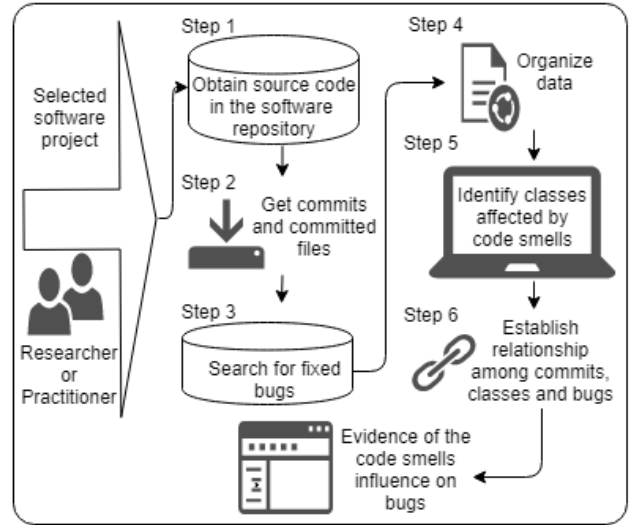 Selected
software
project
Researcher
or
Practitioner
Step 1
Obtain source code
in the software
repository
Step 2
Get commits
and committed
files
Step 3
Search for fixed
bugs
Step 4
Organize
data
Step 5
Identify classes
affected by
code smells
Step 6
Establish
relationship
among commits,
classes and bugs
Evidence of the
code smells
influence on
bugs